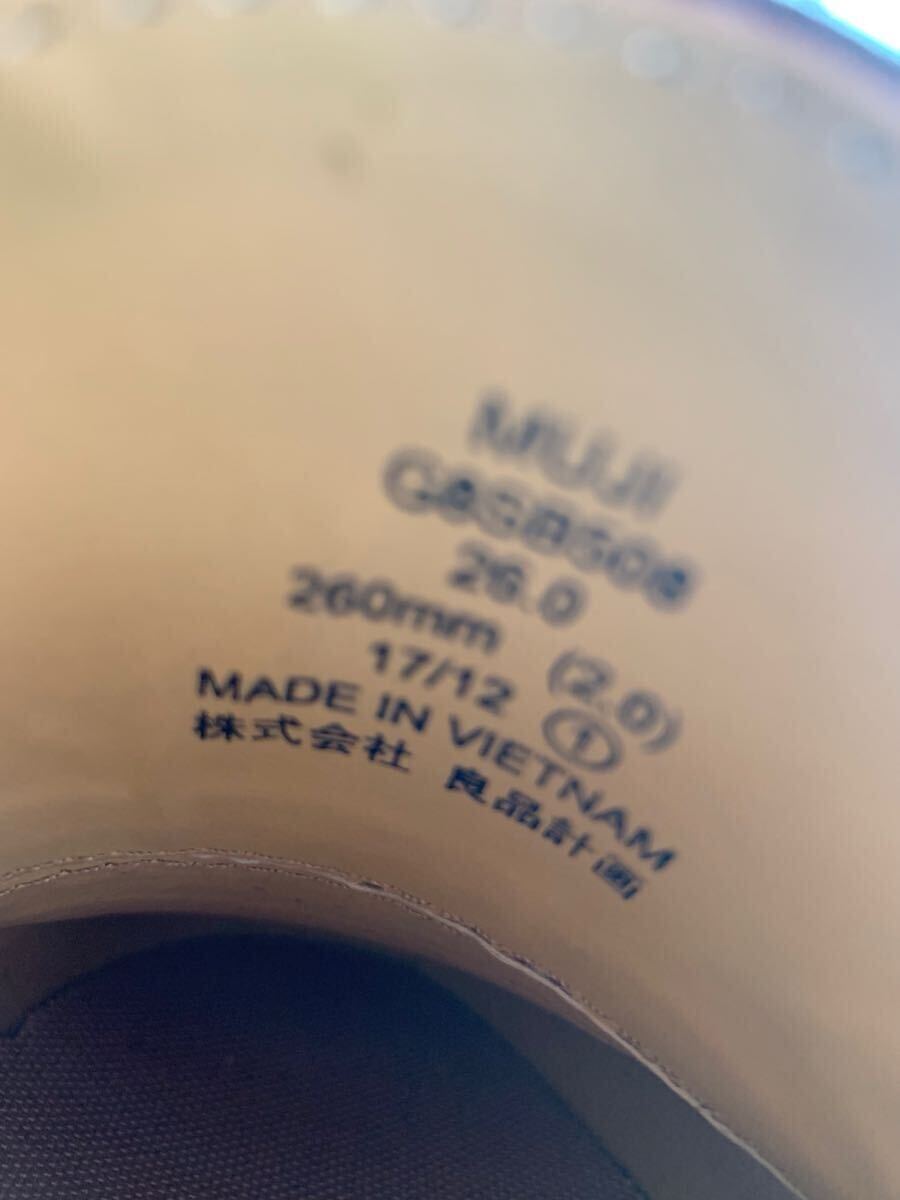 MUJI
26.0
260mm (2.0)
17/12 ①
MADE IN VIETNAM
株式会社 良品計画